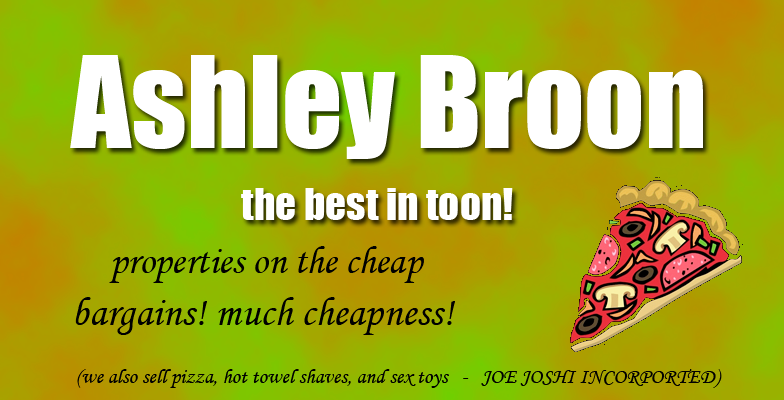 Ashley Broon
the best in toon!
properties on the cheap
bargains! much cheapness!
(we also sell pizza, hot towel shaves, and sex toys - JOE JOSHI INCORPORTED)